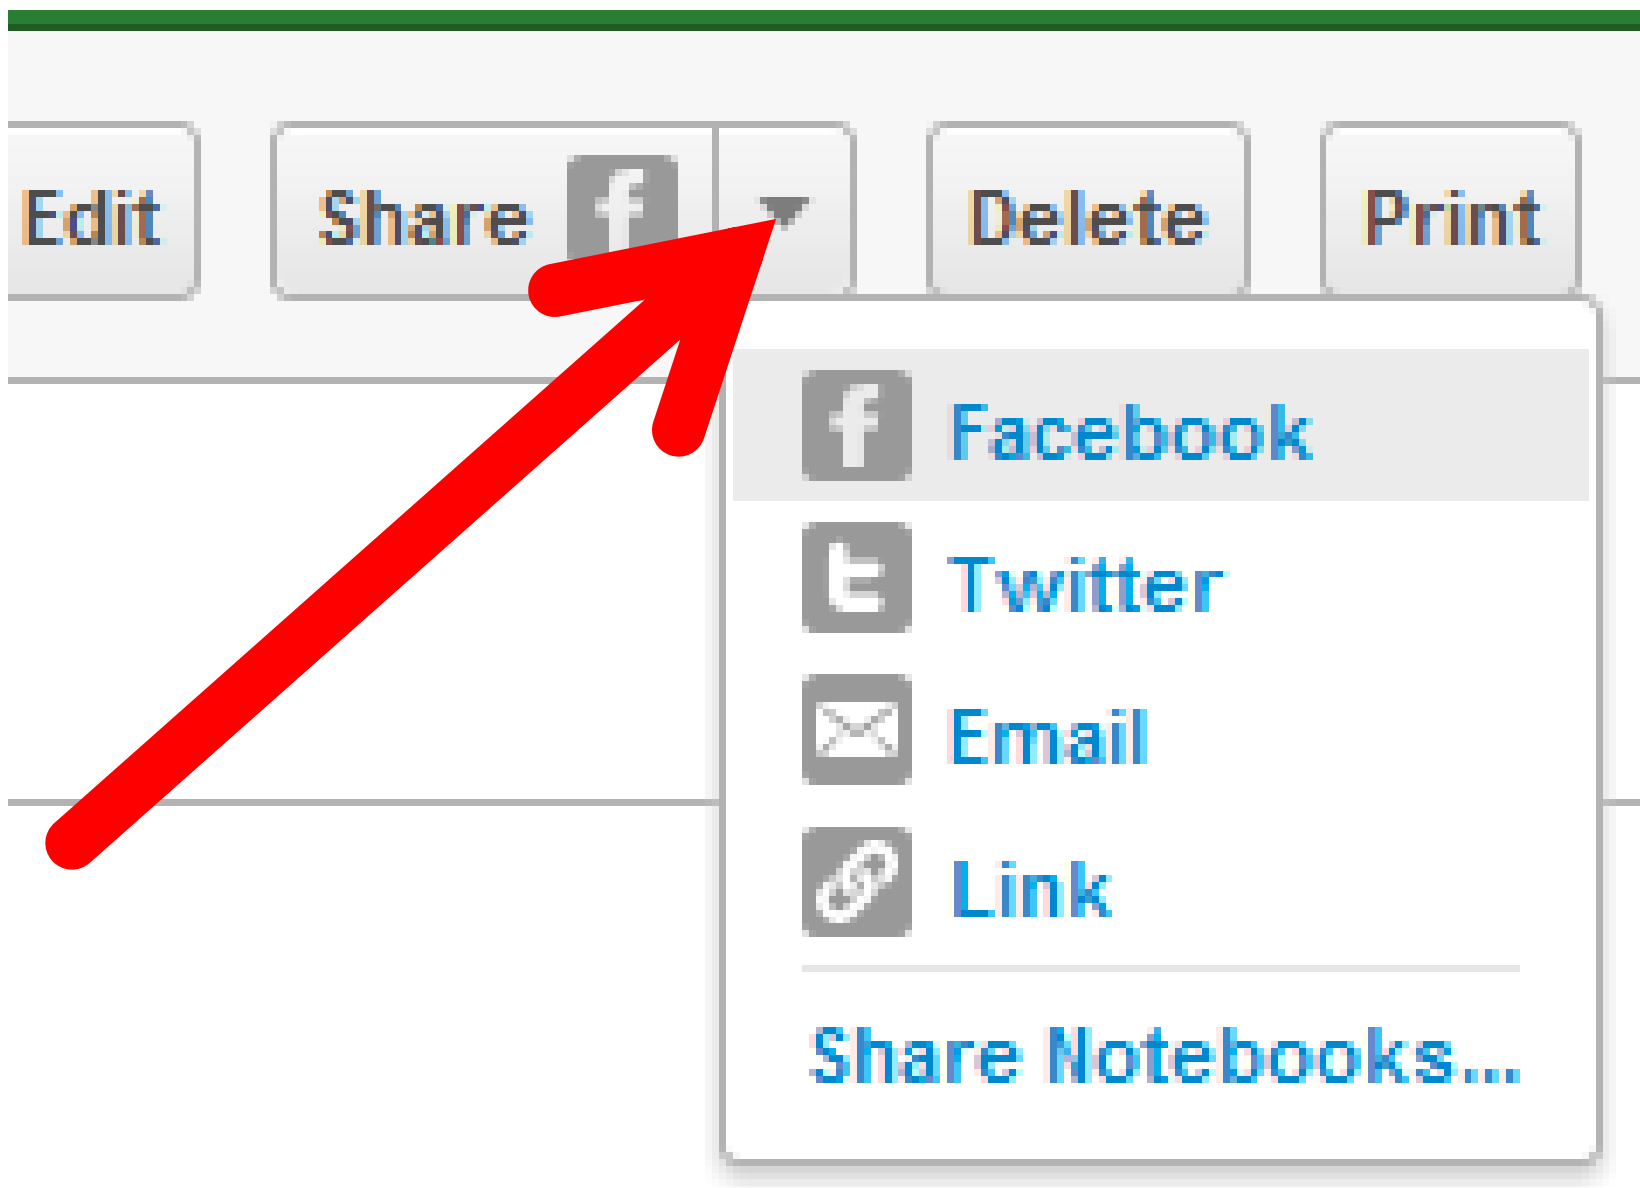 Edit Share f Delete Print
f Facebook
t Twitter
Email
Link
Share Notebooks...